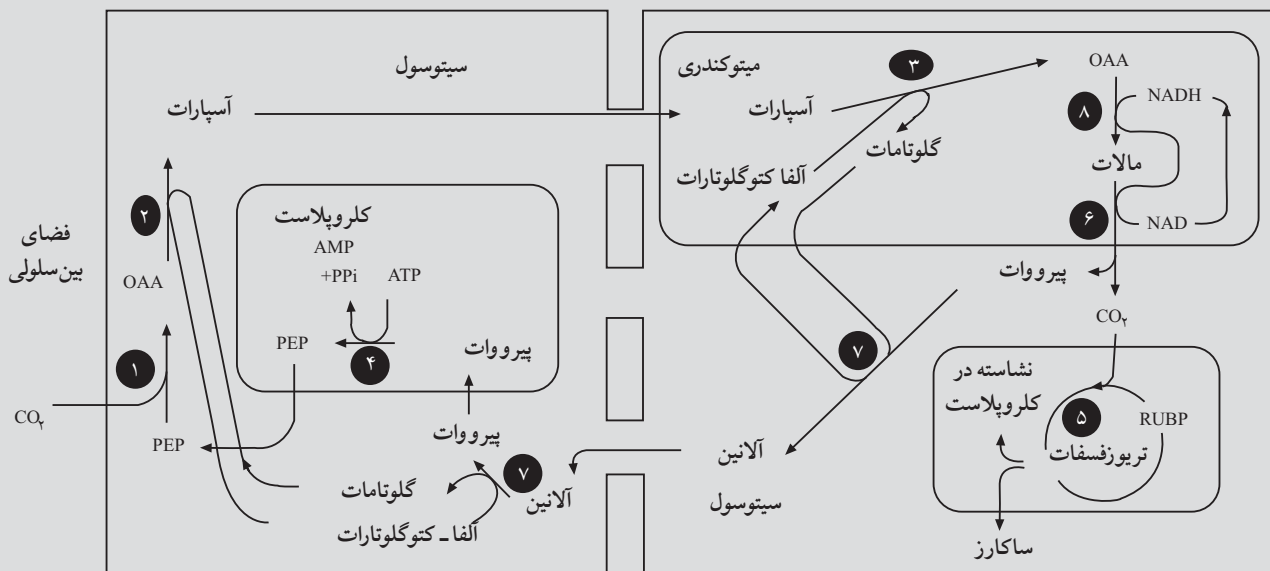 سیتوسول
میتوکندری
۳
OAA
آسپارات
آسپارات
NADH
۸
گلوتامات
مالات
آلفا کتوگلوتارات
۲
کلروپلاست
۶
NAD
فضای
بین‌سلولی
AMP
+PPi
ATP
پیرووات
OAA
CO₂
۱
PEP
۴
پیرووات
۷
نشاسته در
کلروپلاست
۵
RUBP
CO₂
PEP
پیرووات
تریوزفسفات
آلانین
۷
گلوتامات
آلانین
سیتوسول
آلفا ـ کتوگلوتارات
ساکارز